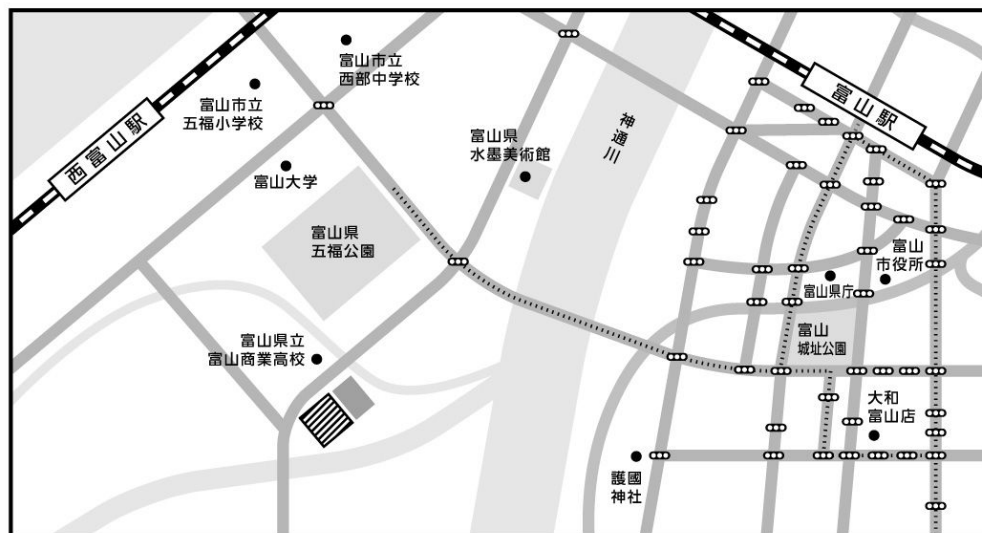 富山市立
西部中学校
富山市立
五福小学校
西富山駅
富山大学
富山県
五福公園
富山県
水墨美術館
神通川
富山駅
富山
市役所
富山県庁
富山
城址公園
富山県立
富山商業高校
大和
富山店
護國
神社